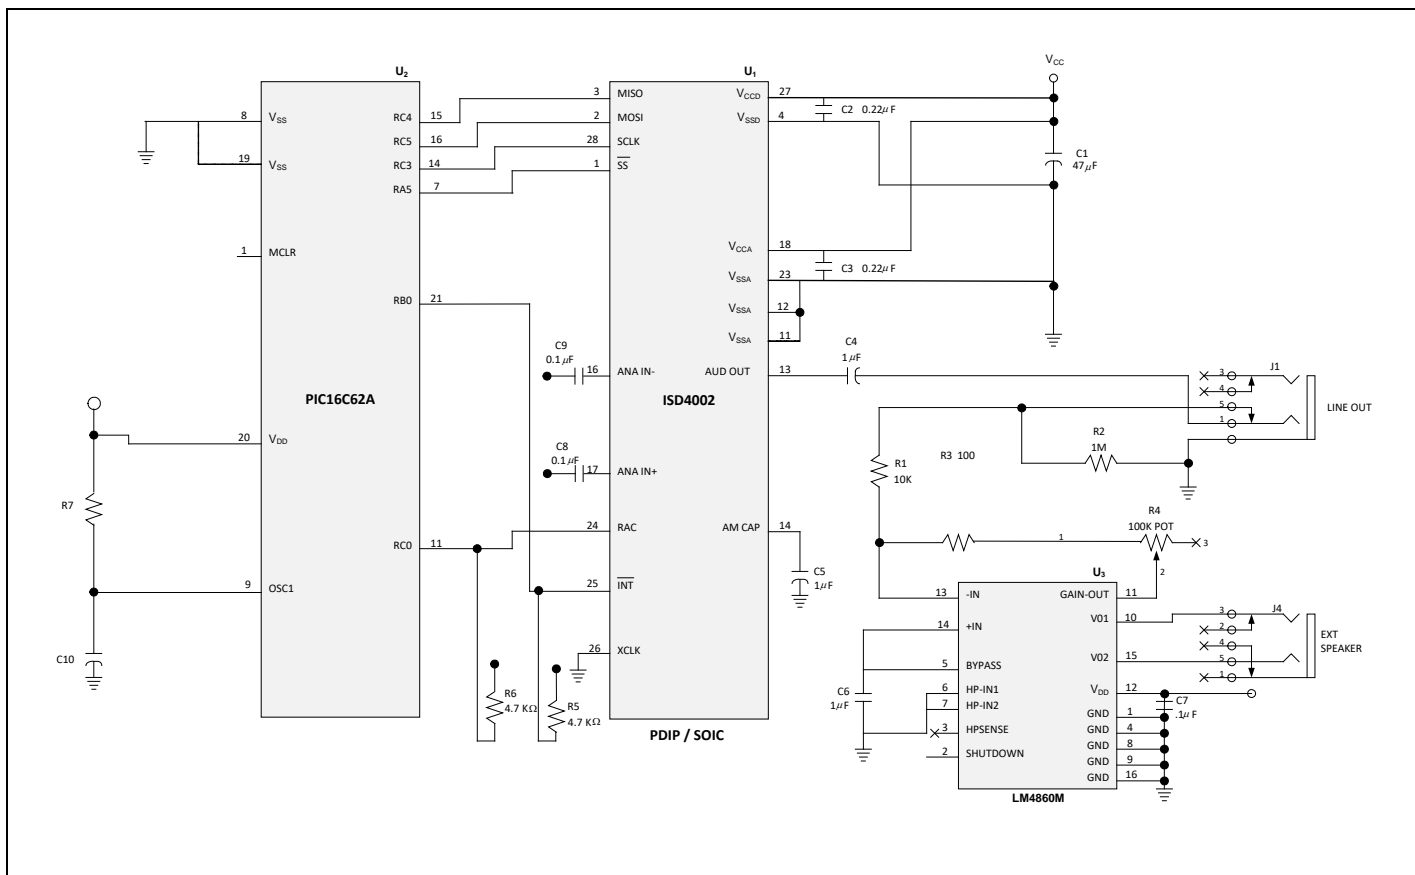 U2
PIC16C62A
8 VSS
19 VSS
1 MCLR
20 VDD
9 OSC1
RC4 15
RC5 16
RC3 14
RA5 7
RB0 21
RC0 11
R7
C10
U1
ISD4002
PDIP / SOIC
3 MISO
2 MOSI
28 SCLK
1 SS
16 ANA IN-
17 ANA IN+
24 RAC
25 INT
26 XCLK
VCCD 27
VSSD 4
VCCA 18
VSSA 23
VSSA 12
VSSA 11
AUD OUT 13
AM CAP 14
C9
0.1µF
C8
0.1µF
R6
4.7 KΩ
R5
4.7 KΩ
C2 0.22µF
C3 0.22µF
VCC
C1
47µF
C4
1µF
C5
1µF
J1
3
4
5
1
LINE OUT
R2
1M
R1
10K
R3 100
R4
100K POT
1
3
2
U3
LM4860M
13 -IN
14 +IN
5 BYPASS
6 HP-IN1
7 HP-IN2
3 HPSENSE
2 SHUTDOWN
GAIN-OUT 11
V01 10
V02 15
VDD 12
GND 1
GND 4
GND 8
GND 9
GND 16
C6
1µF
C7
.1µF
J4
3
2
4
5
1
EXT
SPEAKER